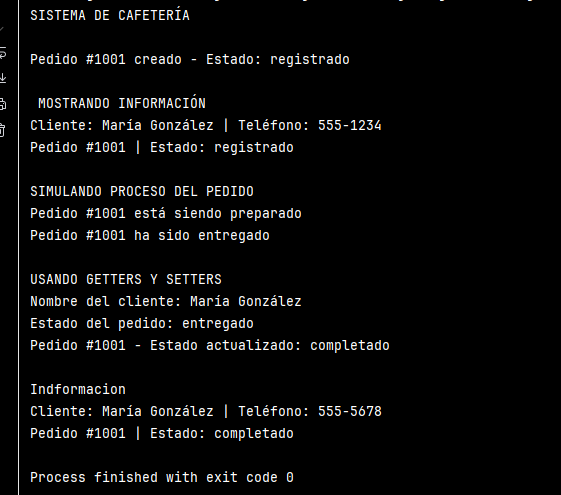 SISTEMA DE CAFETERÍA
Pedido #1001 creado - Estado: registrado
MOSTRANDO INFORMACIÓN
Cliente: María González | Teléfono: 555-1234
Pedido #1001 | Estado: registrado
SIMULANDO PROCESO DEL PEDIDO
Pedido #1001 está siendo preparado
Pedido #1001 ha sido entregado
USANDO GETTERS Y SETTERS
Nombre del cliente: María González
Estado del pedido: entregado
Pedido #1001 - Estado actualizado: completado
Indformacion
Cliente: María González | Teléfono: 555-5678
Pedido #1001 | Estado: completado
Process finished with exit code 0